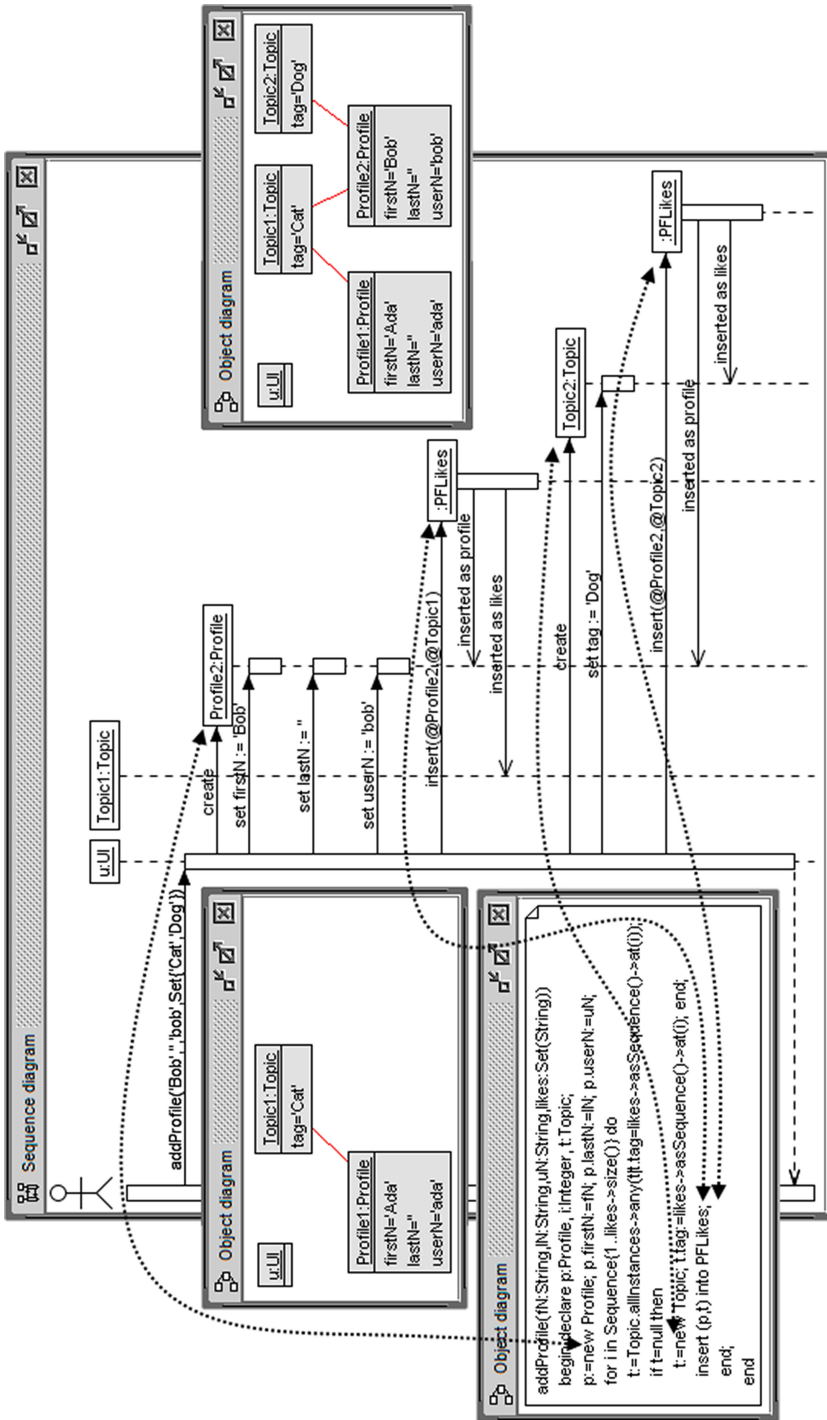 Sequence diagram
u:UI
Topic1:Topic
addProfile('Bob','','bob',Set{'Cat','Dog'})
create
Profile2:Profile
set firstN := 'Bob'
set lastN := ''
set userN := 'bob'
insert(@Profile2,@Topic1)
:PFLikes
inserted as profile
inserted as likes
create
Topic2:Topic
set tag := 'Dog'
insert(@Profile2,@Topic2)
:PFLikes
inserted as profile
inserted as likes
Object diagram
u:UI
Topic1:Topic
tag='Cat'
Profile1:Profile
firstN='Ada'
lastN=''
userN='ada'
Object diagram
u:UI
Topic1:Topic
tag='Cat'
Topic2:Topic
tag='Dog'
Profile1:Profile
firstN='Ada'
lastN=''
userN='ada'
Profile2:Profile
firstN='Bob'
lastN=''
userN='bob'
Object diagram
addProfile(fN:String,lN:String,uN:String,likes:Set(String))
begin declare p:Profile, i:Integer, t:Topic;
p:=new Profile; p.firstN:=fN; p.lastN:=lN; p.userN:=uN;
for i in Sequence{1..likes->size()} do
t:=Topic.allInstances->any(t|t.tag=likes->asSequence()->at(i));
if t=null then
t:=new Topic; t.tag:=likes->asSequence()->at(i); end;
insert (p,t) into PFLikes;
end;
end